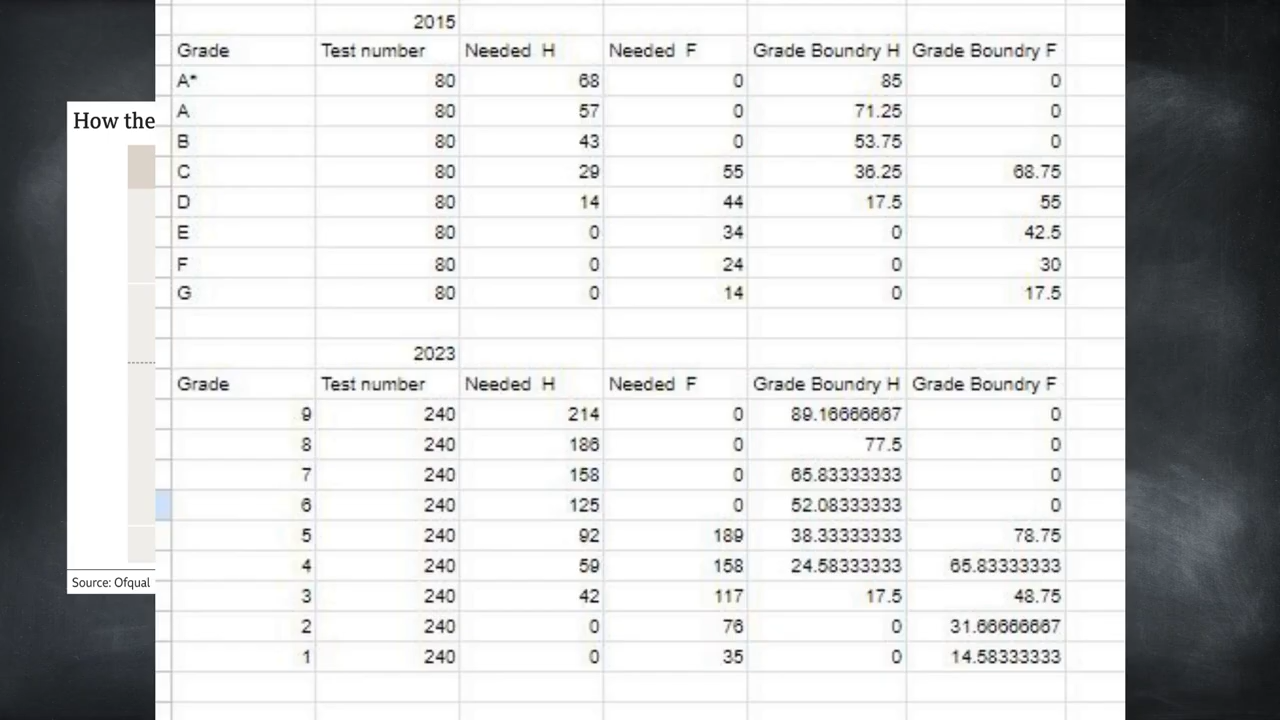 2015
Grade Test number Needed H Needed F Grade Boundry H Grade Boundry F
A* 80 68 0 85 0
A 80 57 0 71.25 0
B 80 43 0 53.75 0
C 80 29 55 36.25 68.75
D 80 14 44 17.5 55
E 80 0 34 0 42.5
F 80 0 24 0 30
G 80 0 14 0 17.5
2023
Grade Test number Needed H Needed F Grade Boundry H Grade Boundry F
9 240 214 0 89.16666667 0
8 240 186 0 77.5 0
7 240 158 0 65.83333333 0
6 240 125 0 52.08333333 0
5 240 92 189 38.33333333 78.75
4 240 59 158 24.58333333 65.83333333
3 240 42 117 17.5 48.75
2 240 0 76 0 31.66666667
1 240 0 35 0 14.58333333
How the
Source: Ofqual